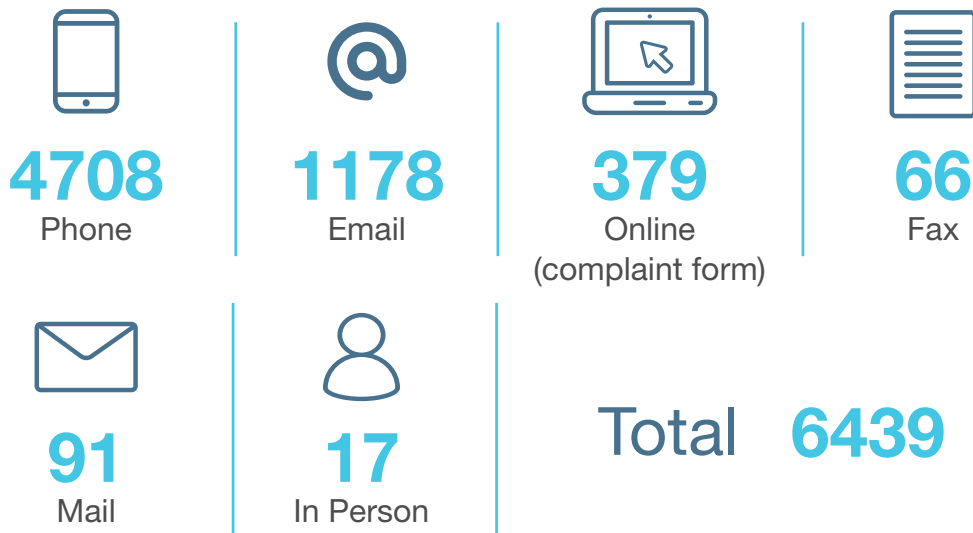 4708
Phone
1178
Email
379
Online
(complaint form)
66
Fax
91
Mail
17
In Person
Total 6439